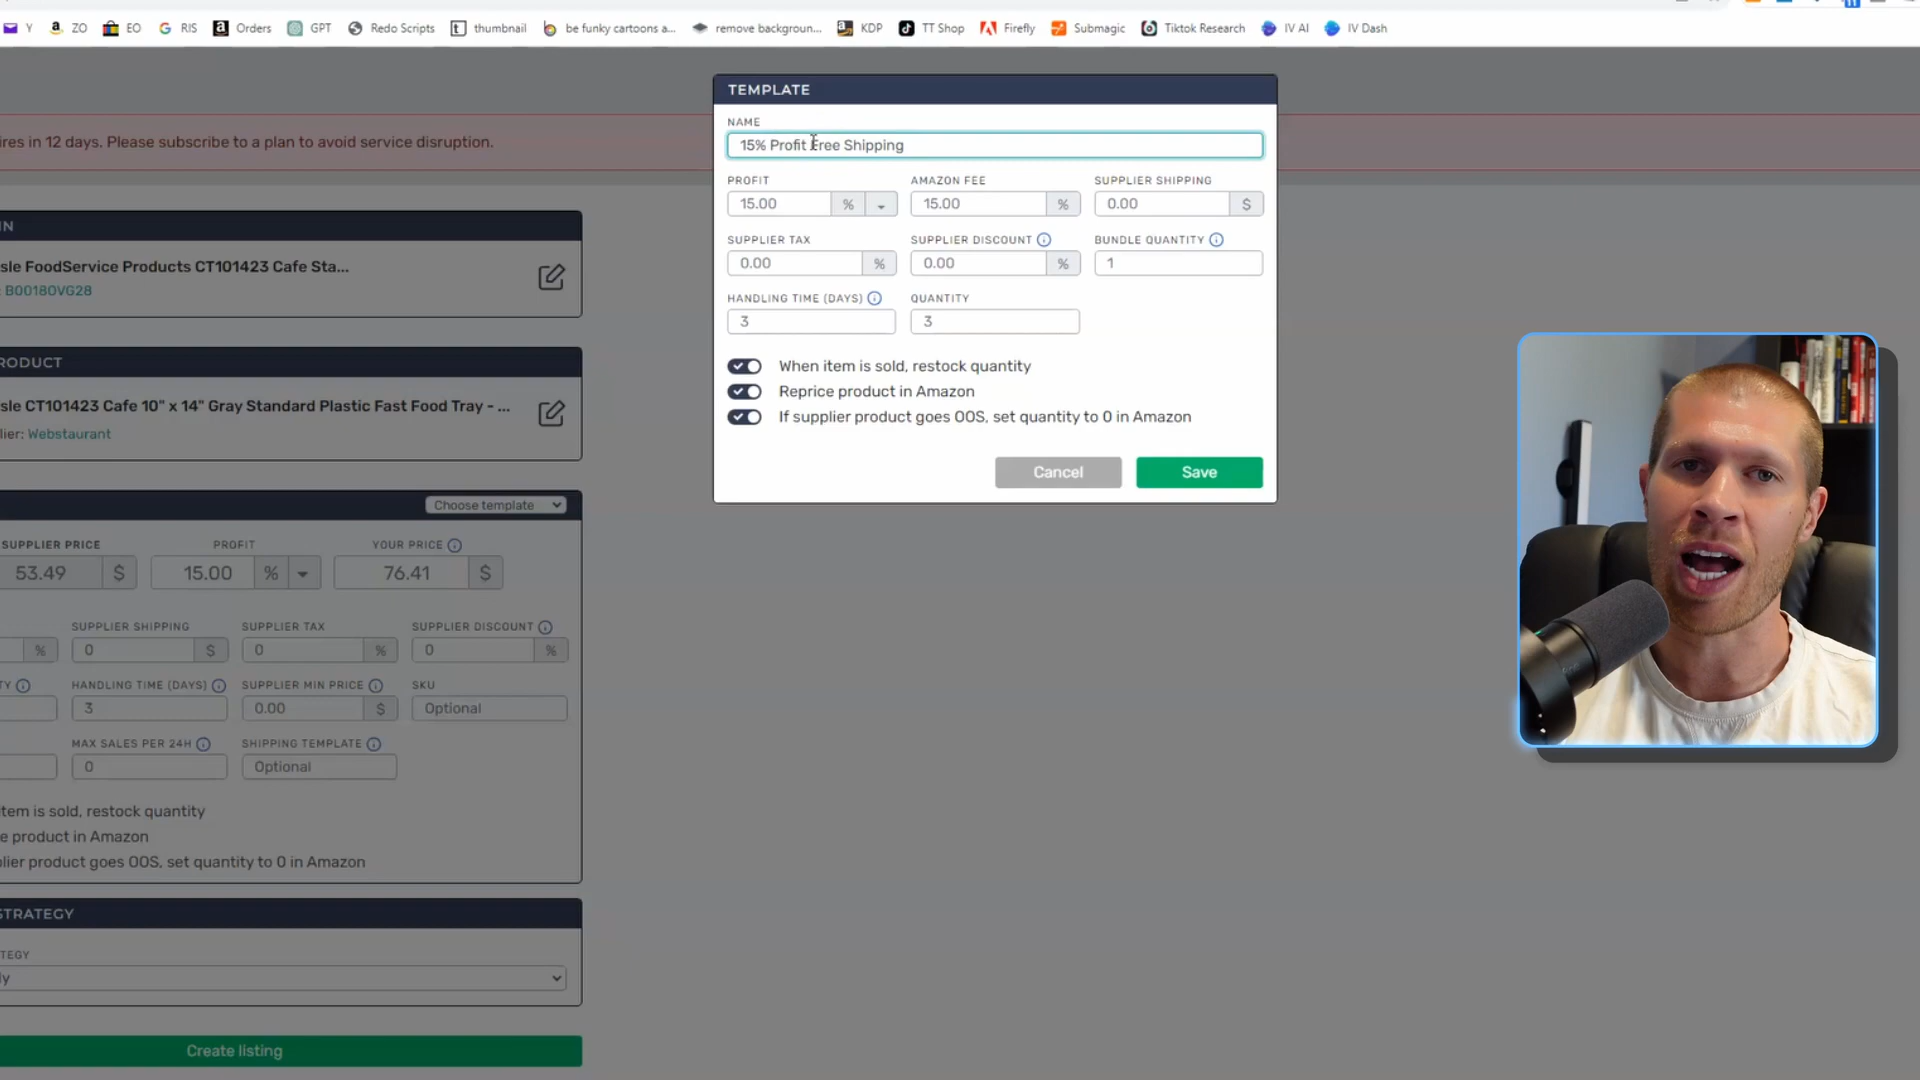 Y ZO EO RIS Orders GPT Redo Scripts thumbnail be funky cartoons a... remove backgroun... KDP TT Shop Firefly Submagic Tiktok Research IV AI IV Dash
ires in 12 days. Please subscribe to a plan to avoid service disruption.
IN
sle FoodService Products CT101423 Cafe Sta...
: B0018OVG28
RODUCT
sle CT101423 Cafe 10" x 14" Gray Standard Plastic Fast Food Tray - ...
lier: Webstaurant
Choose template
SUPPLIER PRICE PROFIT YOUR PRICE
53.49 $ 15.00 % 76.41 $
SUPPLIER SHIPPING SUPPLIER TAX SUPPLIER DISCOUNT
% 0 $ 0 % 0 %
TY HANDLING TIME (DAYS) SUPPLIER MIN PRICE SKU
3 0.00 $ Optional
MAX SALES PER 24H SHIPPING TEMPLATE
0 Optional
item is sold, restock quantity
e product in Amazon
plier product goes OOS, set quantity to 0 in Amazon
STRATEGY
TEGY
ly
Create listing
TEMPLATE
NAME
15% Profit Free Shipping
PROFIT AMAZON FEE SUPPLIER SHIPPING
15.00 % 15.00 % 0.00 $
SUPPLIER TAX SUPPLIER DISCOUNT BUNDLE QUANTITY
0.00 % 0.00 % 1
HANDLING TIME (DAYS) QUANTITY
3 3
When item is sold, restock quantity
Reprice product in Amazon
If supplier product goes OOS, set quantity to 0 in Amazon
Cancel Save